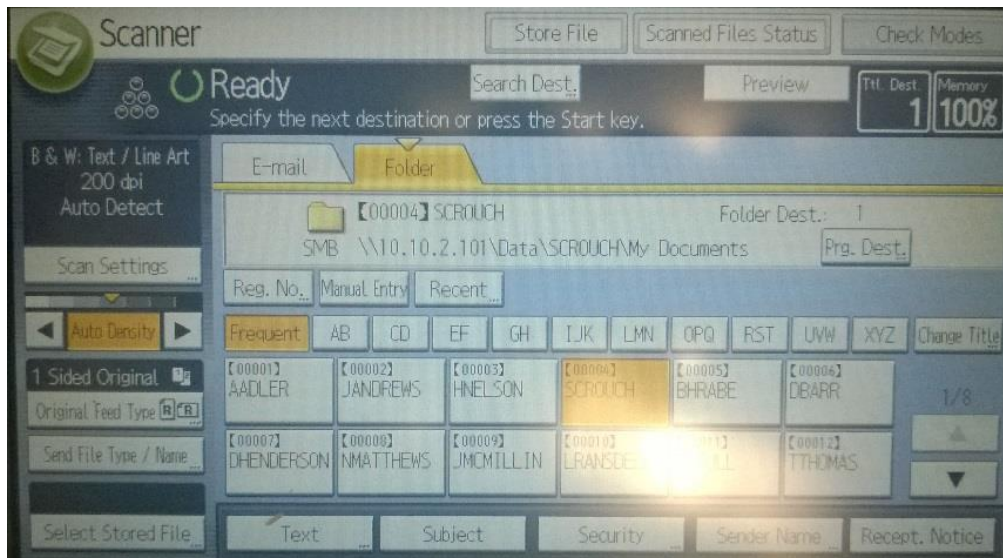 Scanner
Store File
Scanned Files Status
Check Modes
Ready
Search Dest.
Preview
Ttl. Dest. 1
Memory 100%
Specify the next destination or press the Start key.
B & W: Text / Line Art
200 dpi
Auto Detect
E-mail
Folder
【00004】SCROUCH
Folder Dest.: 1
SMB \\10.10.2.101\Data\SCROUCH\My Documents
Prg. Dest.
Scan Settings
Reg. No.
Manual Entry
Recent
Auto Density
Frequent AB CD EF GH IJK LMN OPQ RST UVW XYZ Change Title
1 Sided Original
【00001】 【00002】 【00003】 【00004】 【00005】 【00006】
AADLER JANDREWS HNELSON SCROUCH BHRABE DBARR
1/8
Original Feed Type
【00007】 【00008】 【00009】 【00010】 【00012】
DHENDERSON NMATTHEWS JMCMILLIN TTHOMAS
Send File Type / Name
Select Stored File
Text
Subject
Security
Sender Name
Recept. Notice